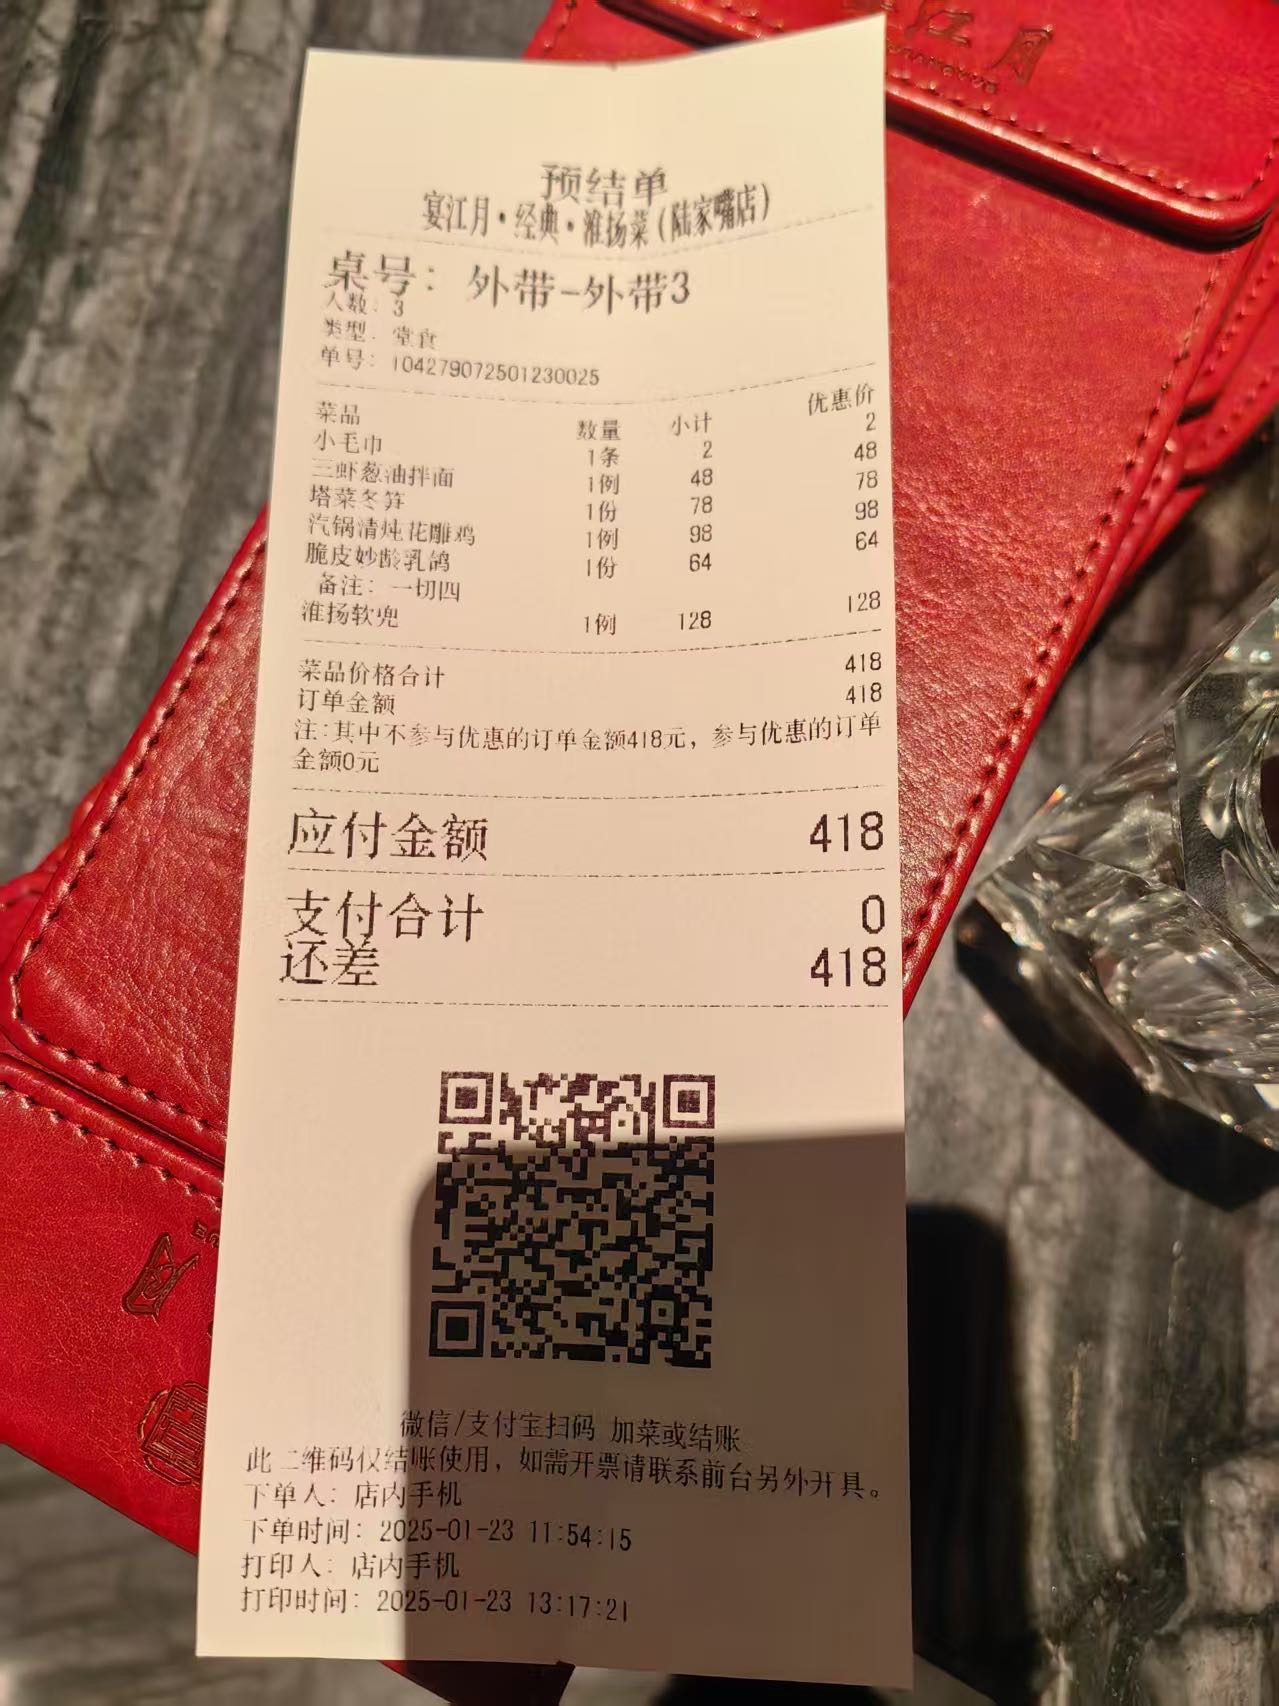 江月
预结单
宴江月·经典·淮扬菜(陆家嘴店)
桌号: 外带-外带3
人数: 3
类型: 堂食
单号: 104279072501230025
菜品 数量 小计 优惠价
小毛巾 1条 2 2
三虾葱油拌面 1例 48 48
塔菜冬笋 1份 78 78
汽锅清炖花雕鸡 1例 98 98
脆皮妙龄乳鸽 1份 64 64
备注: 一切四
淮扬软兜 1例 128 128
菜品价格合计 418
订单金额 418
注:其中不参与优惠的订单金额418元，参与优惠的订单
金额0元
应付金额 418
支付合计 0
还差 418
微信/支付宝扫码 加菜或结账
此二维码仅结账使用，如需开票请联系前台另外开具。
下单人: 店内手机
下单时间: 2025-01-23 11:54:15
打印人: 店内手机
打印时间: 2025-01-23 13:17:21
月